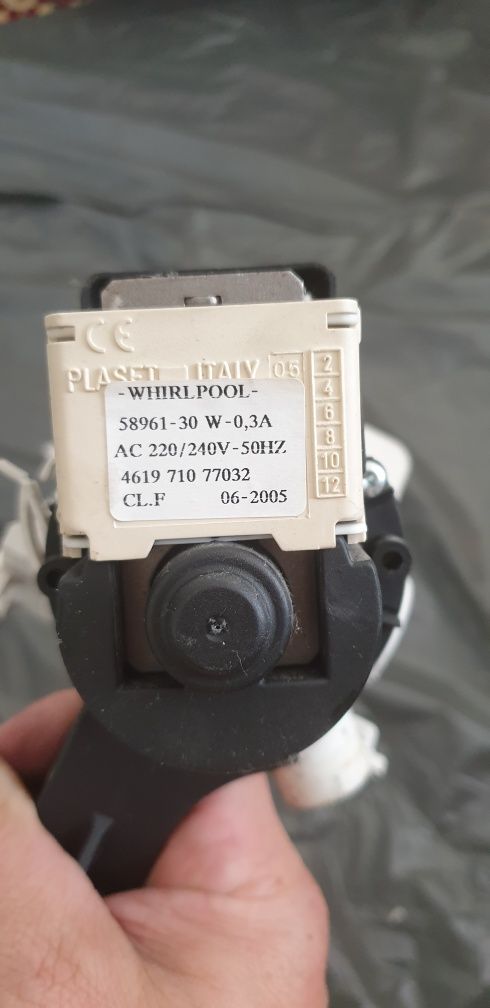 CE
PLASET ITALY 05
2
4
6
8
10
12
-WHIRLPOOL-
58961-30 W-0,3A
AC 220/240V-50HZ
4619 710 77032
CL.F 06-2005